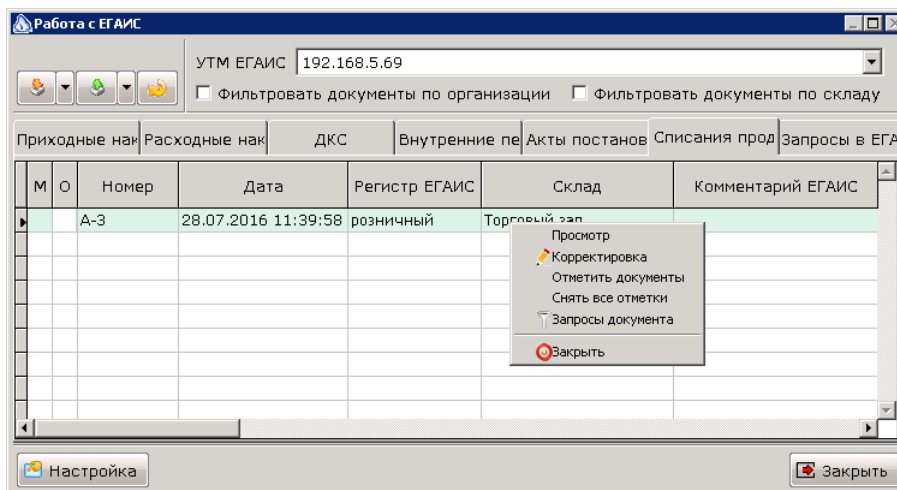 Работа с ЕГАИС
УТМ ЕГАИС 192.168.5.69
Фильтровать документы по организации Фильтровать документы по складу
Приходные нак Расходные нак ДКС Внутренние пе Акты постанов Списания прод Запросы в ЕГА
М О Номер Дата Регистр ЕГАИС Склад Комментарий ЕГАИС
А-3 28.07.2016 11:39:58 розничный Торговый зал
Просмотр
Корректировка
Отметить документы
Снять все отметки
Запросы документа
Закрыть
Настройка Закрыть